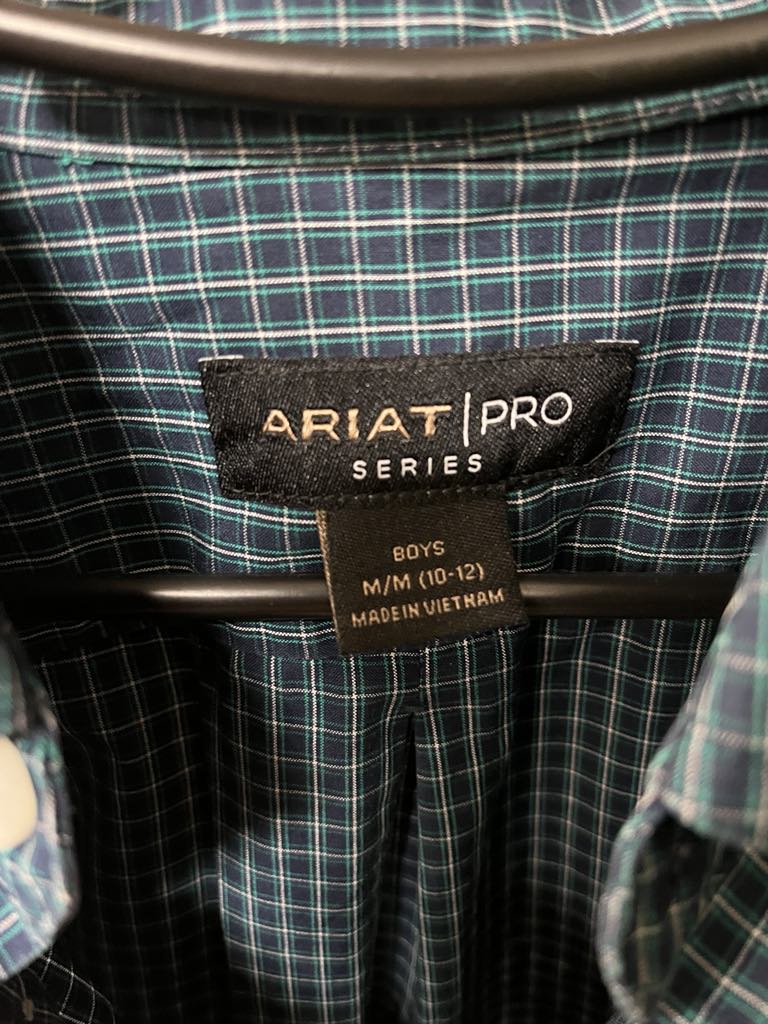 ARIAT|PRO
SERIES
BOYS
M/M (10-12)
MADE IN VIETNAM